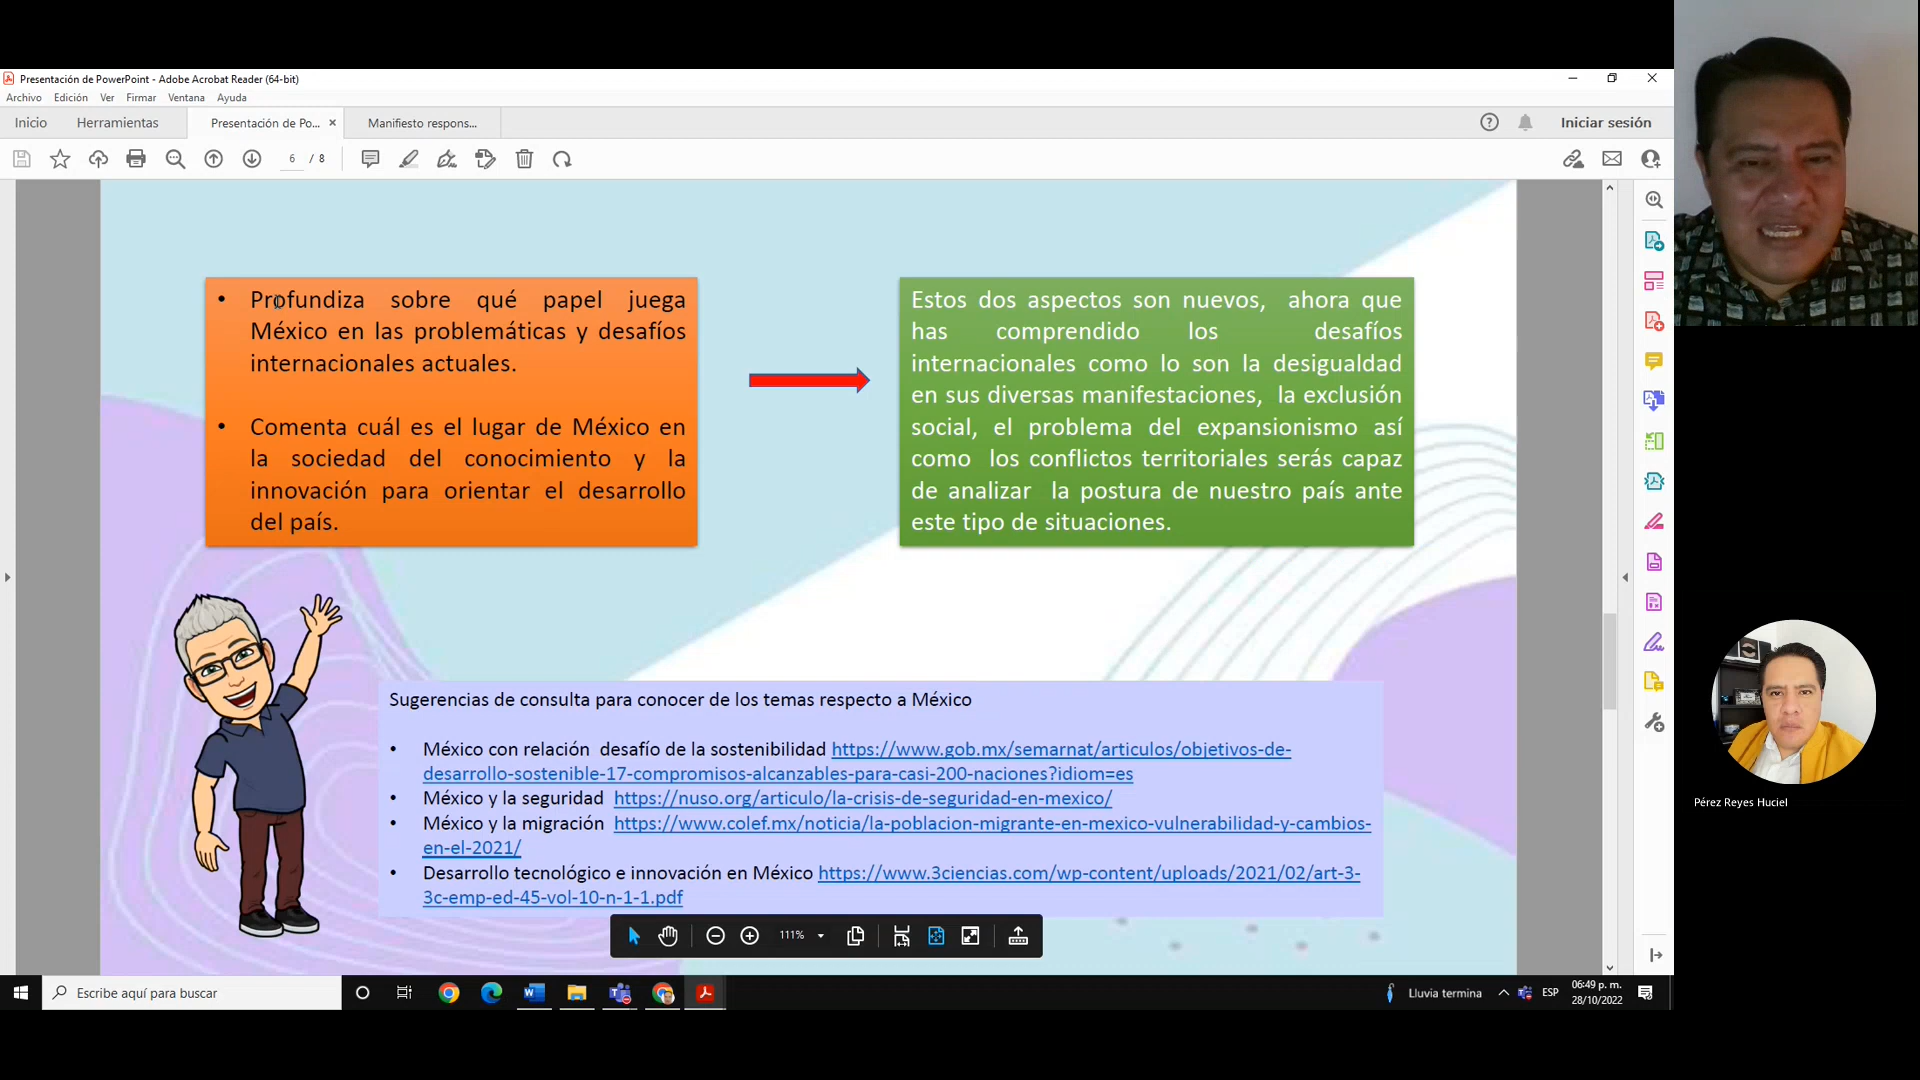 Presentación de PowerPoint - Adobe Acrobat Reader (64-bit)
Archivo Edición Ver Firmar Ventana Ayuda
Inicio Herramientas Presentación de Po... × Manifiesto respons... Iniciar sesión
6 / 8
• Profundiza sobre qué papel juega
México en las problemáticas y desafíos
internacionales actuales.
• Comenta cuál es el lugar de México en
la sociedad del conocimiento y la
innovación para orientar el desarrollo
del país.
Estos dos aspectos son nuevos, ahora que
has comprendido los desafíos
internacionales como lo son la desigualdad
en sus diversas manifestaciones, la exclusión
social, el problema del expansionismo así
como los conflictos territoriales serás capaz
de analizar la postura de nuestro país ante
este tipo de situaciones.
Sugerencias de consulta para conocer de los temas respecto a México
• México con relación desafío de la sostenibilidad https://www.gob.mx/semarnat/articulos/objetivos-de-
desarrollo-sostenible-17-compromisos-alcanzables-para-casi-200-naciones?idiom=es
• México y la seguridad https://nuso.org/articulo/la-crisis-de-seguridad-en-mexico/
• México y la migración https://www.colef.mx/noticia/la-poblacion-migrante-en-mexico-vulnerabilidad-y-cambios-
en-el-2021/
• Desarrollo tecnológico e innovación en México https://www.3ciencias.com/wp-content/uploads/2021/02/art-3-
3c-emp-ed-45-vol-10-n-1-1.pdf
111%
Pérez Reyes Huciel
Escribe aquí para buscar
Lluvia termina
ESP
06:49 p. m.
28/10/2022